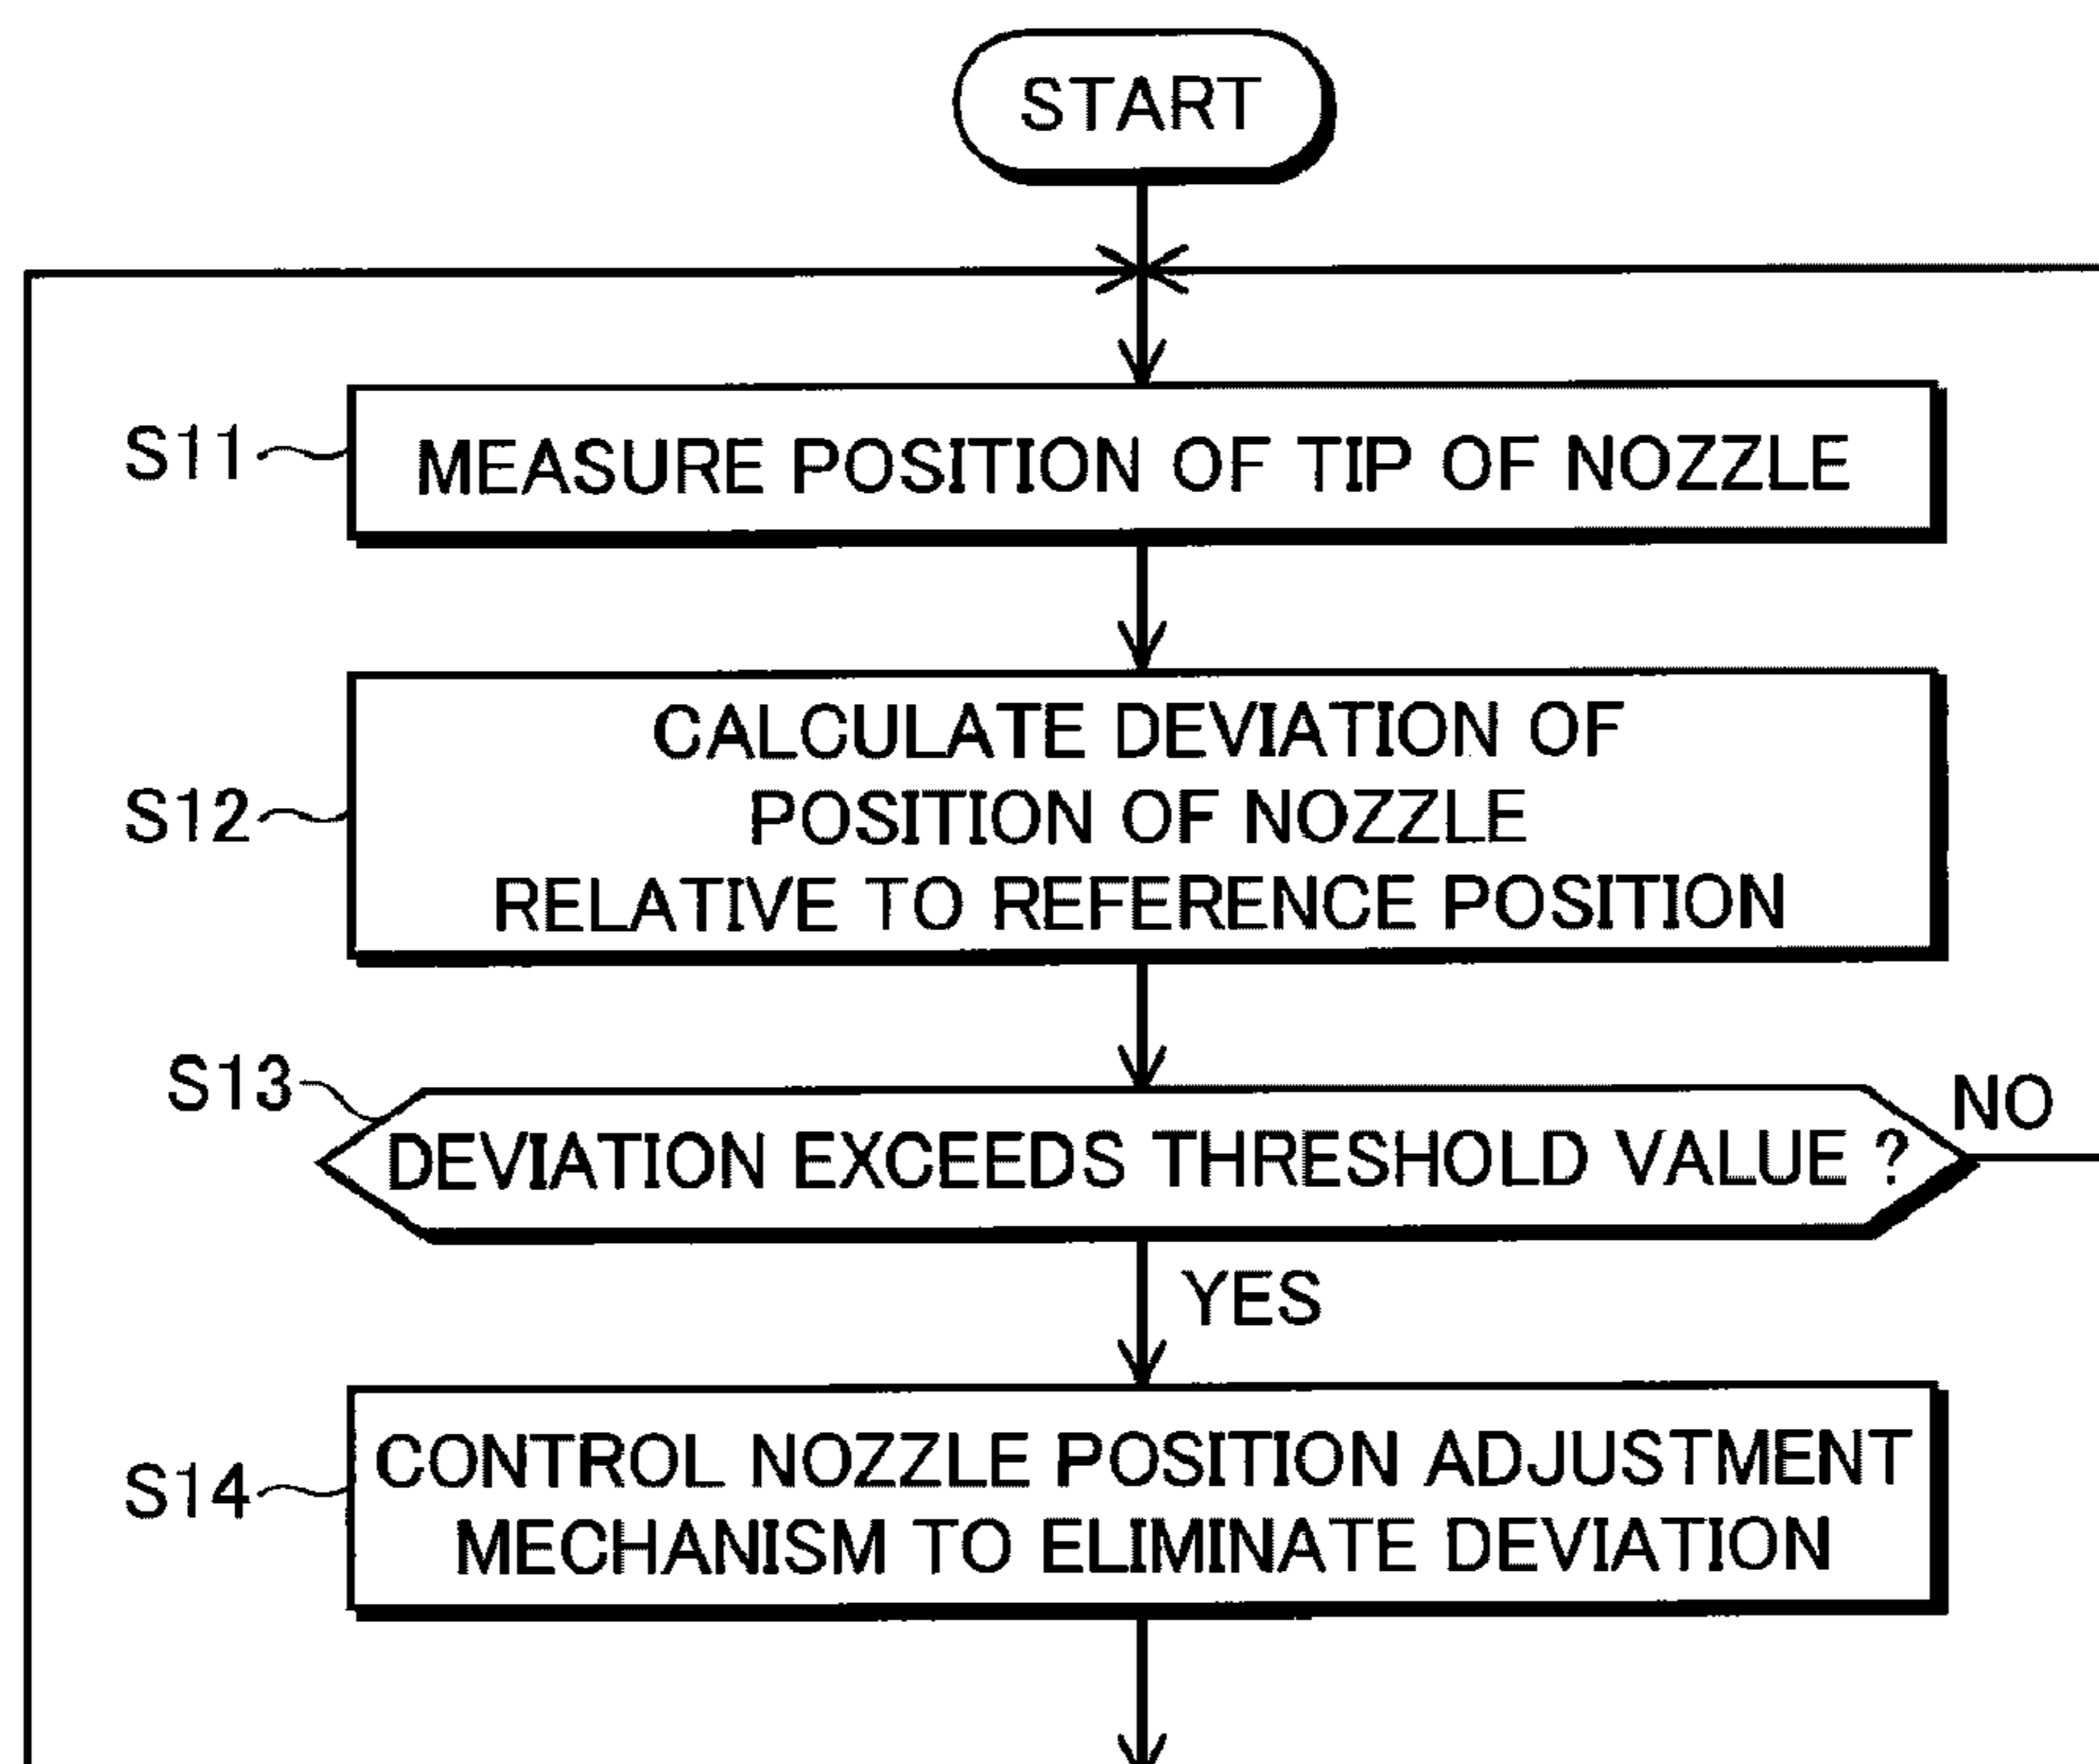 START
S11
MEASURE POSITION OF TIP OF NOZZLE
S12
CALCULATE DEVIATION OF
POSITION OF NOZZLE
RELATIVE TO REFERENCE POSITION
S13
DEVIATION EXCEEDS THRESHOLD VALUE ?
NO
YES
S14
CONTROL NOZZLE POSITION ADJUSTMENT
MECHANISM TO ELIMINATE DEVIATION